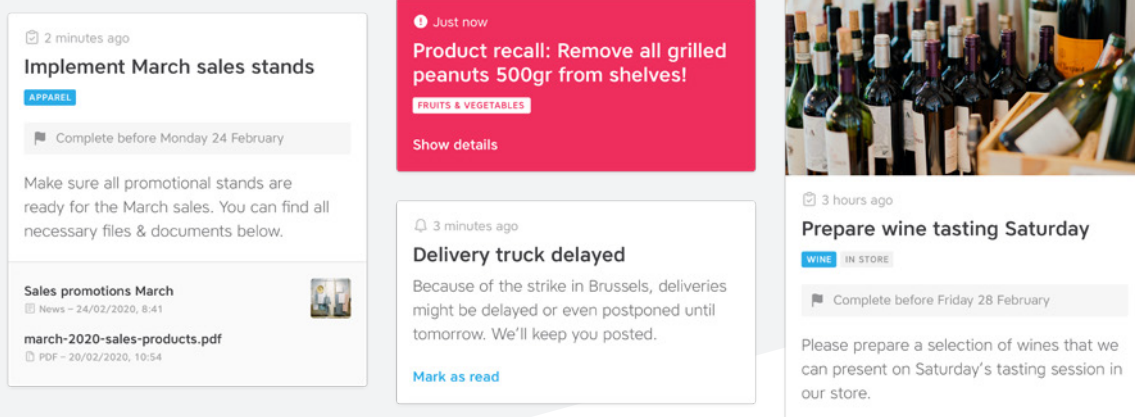 2 minutes ago
Implement March sales stands
APPAREL
Complete before Monday 24 February
Make sure all promotional stands are
ready for the March sales. You can find all
necessary files & documents below.
Sales promotions March
News – 24/02/2020, 8:41
march-2020-sales-products.pdf
PDF – 20/02/2020, 10:54
Just now
Product recall: Remove all grilled
peanuts 500gr from shelves!
FRUITS & VEGETABLES
Show details
3 minutes ago
Delivery truck delayed
Because of the strike in Brussels, deliveries
might be delayed or even postponed until
tomorrow. We'll keep you posted.
Mark as read
3 hours ago
Prepare wine tasting Saturday
WINE IN STORE
Complete before Friday 28 February
Please prepare a selection of wines that we
can present on Saturday's tasting session in
our store.